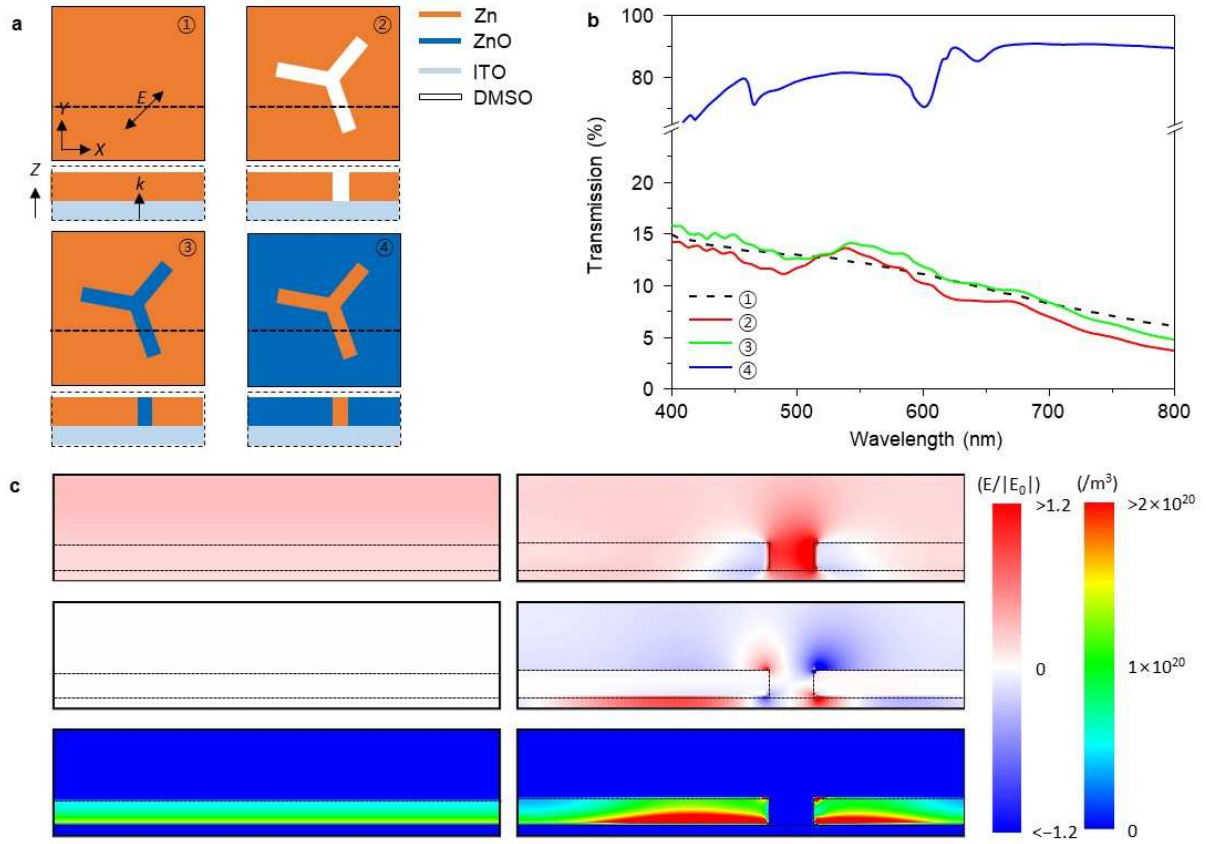 a
①
E
Y
X
Z
k
②
③
④
Zn
ZnO
ITO
DMSO
b
100
80
25
20
15
10
5
0
Transmission (%)
①
②
③
④
400 500 600 700 800
Wavelength (nm)
c
(E/|E₀|)
>1.2
0
<−1.2
(/m³)
>2×10²⁰
1×10²⁰
0